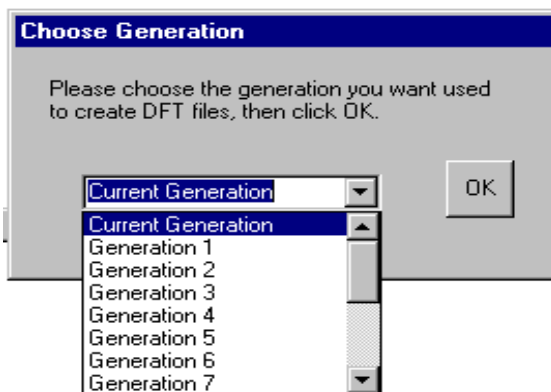 Choose Generation
Please choose the generation you want used
to create DFT files, then click OK.
Current Generation
OK
Current Generation
Generation 1
Generation 2
Generation 3
Generation 4
Generation 5
Generation 6
Generation 7